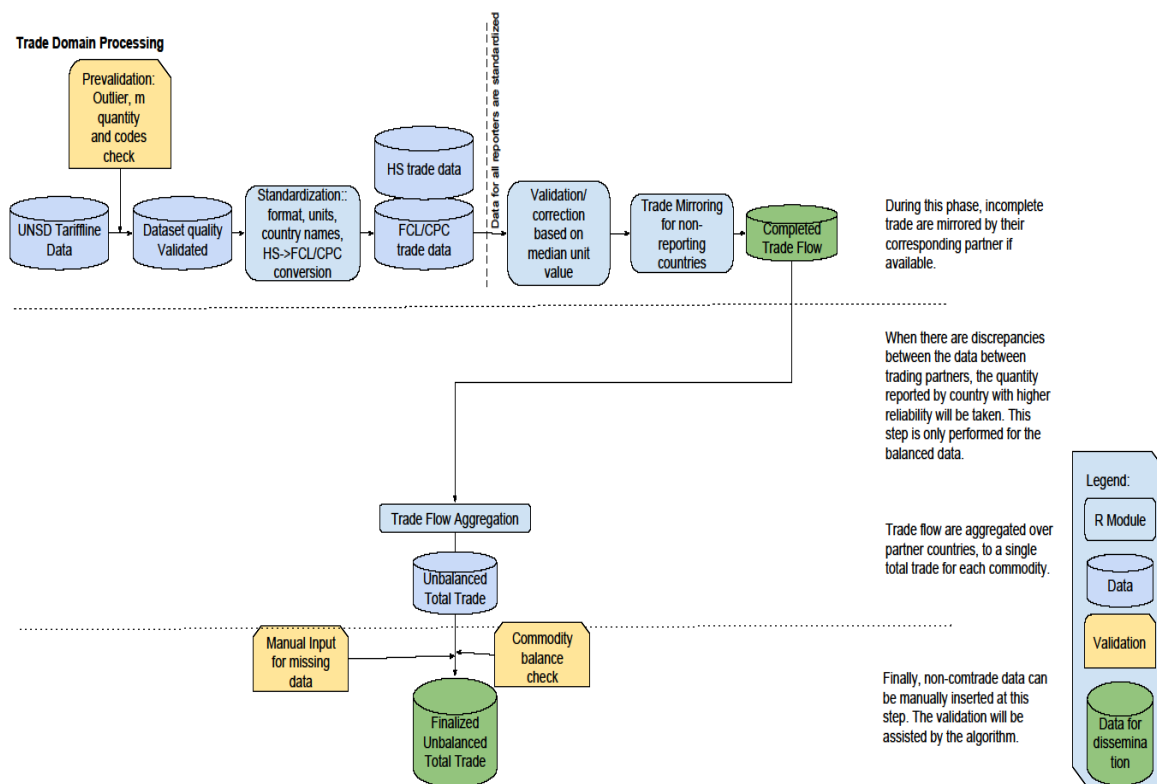 Trade Domain Processing
Prevalidation:
Outlier, m
quantity
and codes
check
UNSD Tariffline
Data
Dataset quality
Validated
Standardization::
format, units,
country names,
HS->FCL/CPC
conversion
HS trade data
FCL/CPC
trade data
Data for all reporters are standardized
Validation/
correction
based on
median unit
value
Trade Mirroring
for non-
reporting
countries
Completed
Trade Flow
During this phase, incomplete
trade are mirrored by their
corresponding partner if
available.
When there are discrepancies
between the data between
trading partners, the quantity
reported by country with higher
reliability will be taken. This
step is only performed for the
balanced data.
Trade Flow Aggregation
Trade flow are aggregated over
partner countries, to a single
total trade for each commodity.
Unbalanced
Total Trade
Manual Input
for missing
data
Commodity
balance
check
Finalized
Unbalanced
Total Trade
Finally, non-comtrade data can
be manually inserted at this
step. The validation will be
assisted by the algorithm.
Legend:
R Module
Data
Validation
Data for
dissemina
tion